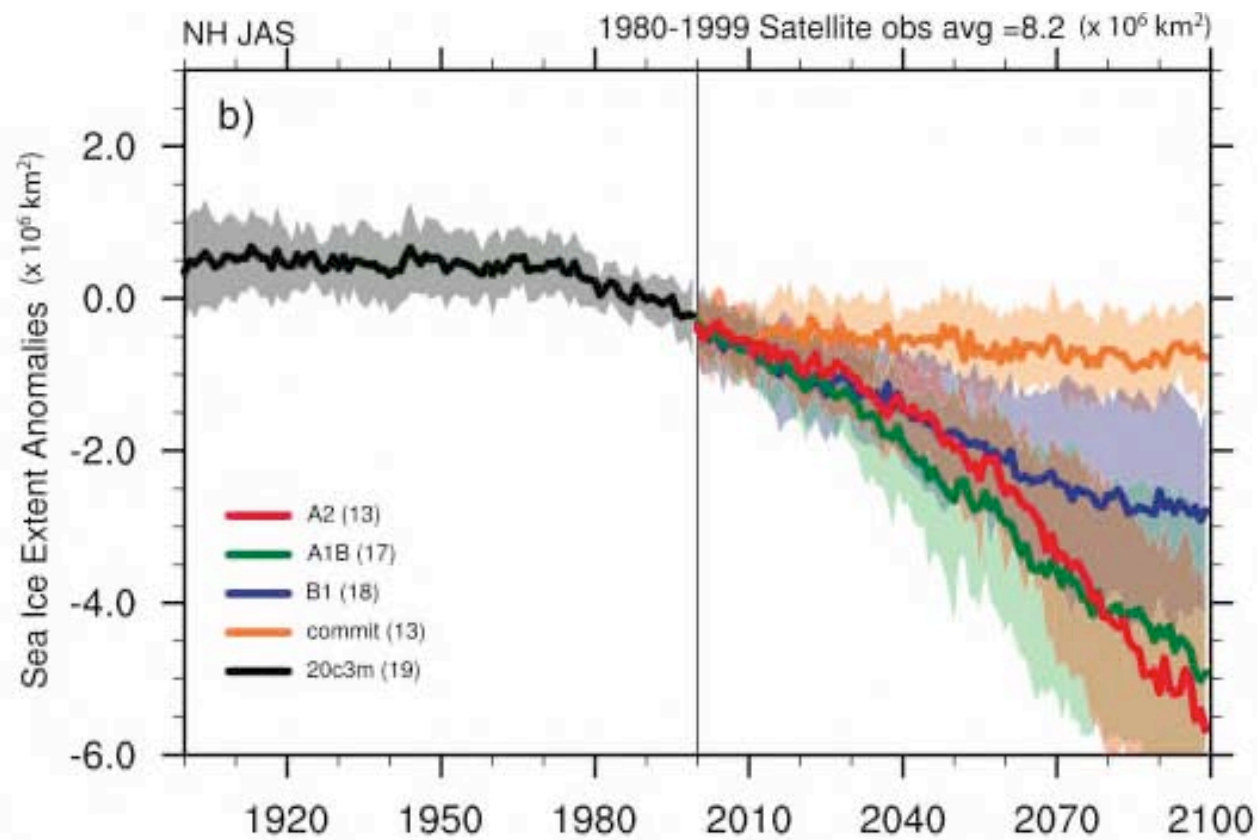 NH JAS
1980-1999 Satellite obs avg =8.2 (x 10⁶ km²)
b)
Sea Ice Extent Anomalies (x 10⁶ km²)
2.0
0.0
-2.0
-4.0
-6.0
A2 (13)
A1B (17)
B1 (18)
commit (13)
20c3m (19)
1920 1950 1980 2010 2040 2070 2100